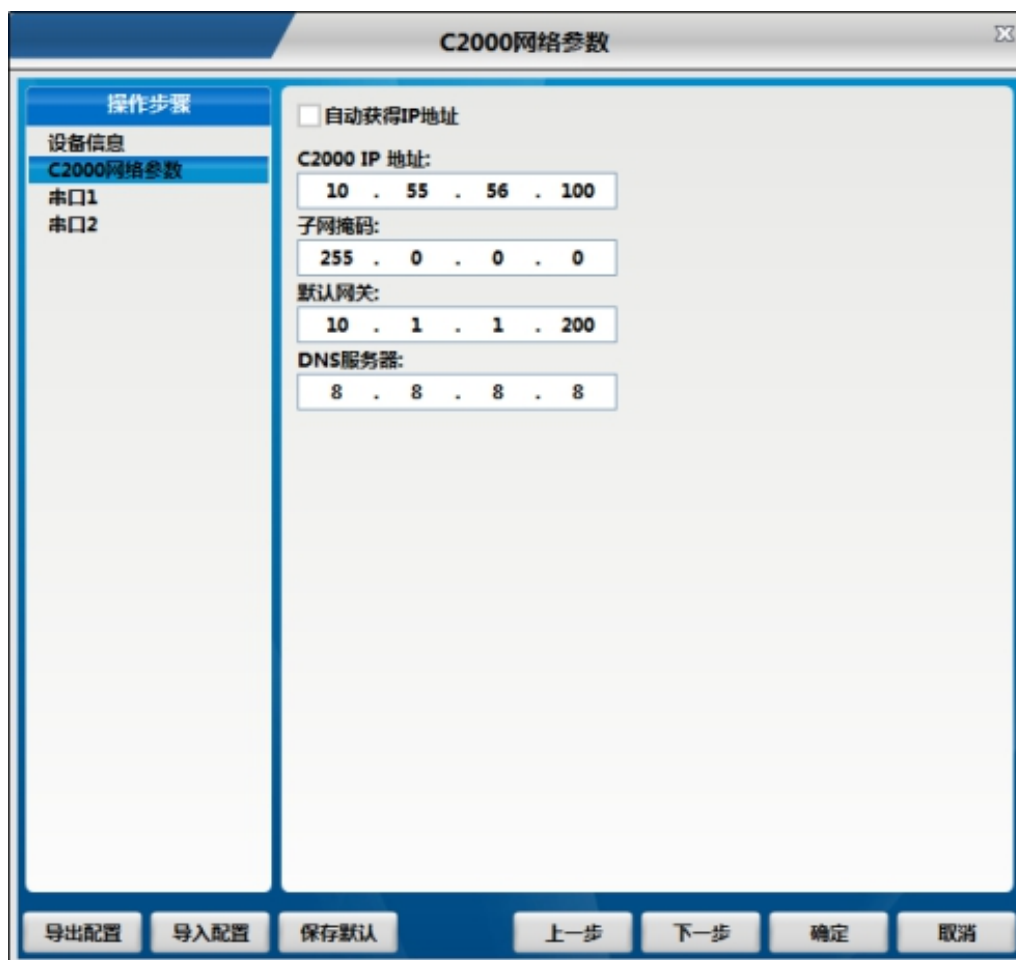 C2000网络参数
操作步骤
设备信息
C2000网络参数
串口1
串口2
自动获得IP地址
C2000 IP 地址:
10 . 55 . 56 . 100
子网掩码:
255 . 0 . 0 . 0
默认网关:
10 . 1 . 1 . 200
DNS服务器:
8 . 8 . 8 . 8
导出配置 导入配置 保存默认 上一步 下一步 确定 取消